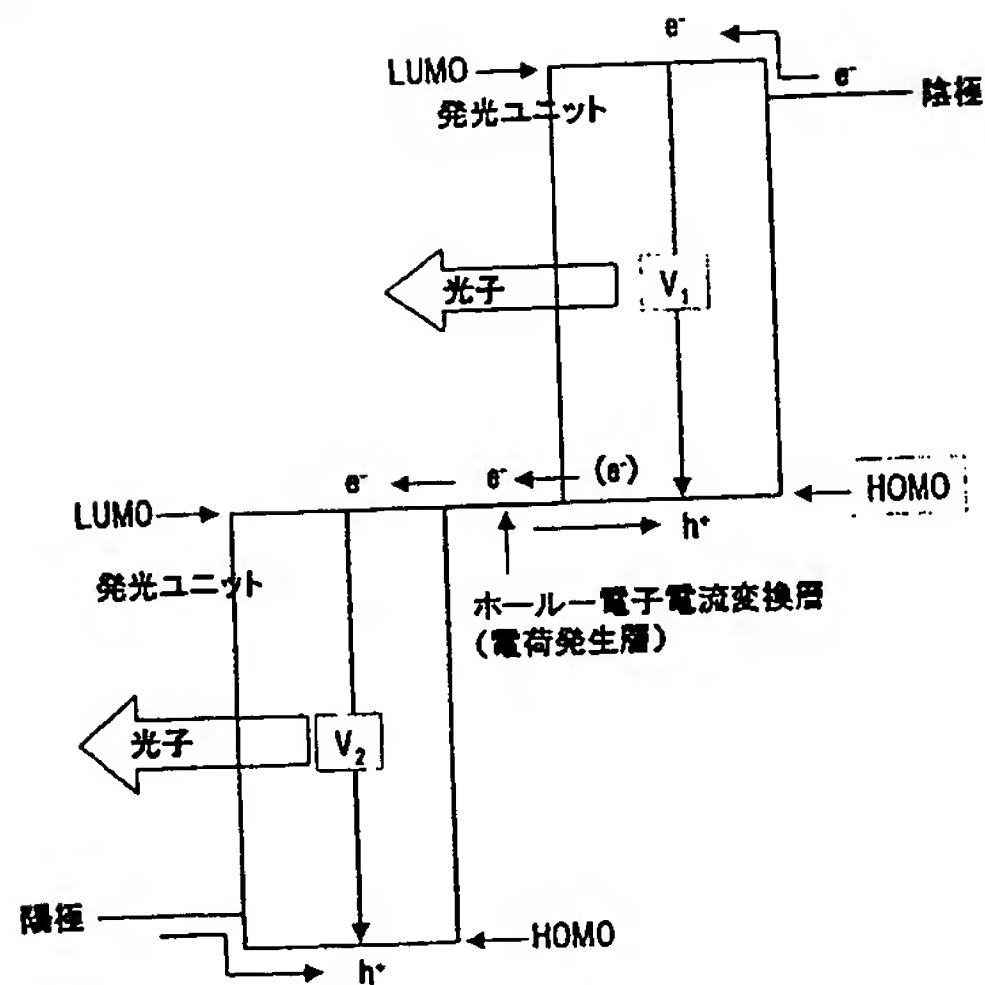 e⁻
LUMO
e⁻
陰極
発光ユニット
光子
V₁
e⁻
e⁻
(e⁻)
HOMO
LUMO
h⁺
発光ユニット
ホール－電子電流変換層
(電荷発生層)
光子
V₂
陽極
HOMO
h⁺